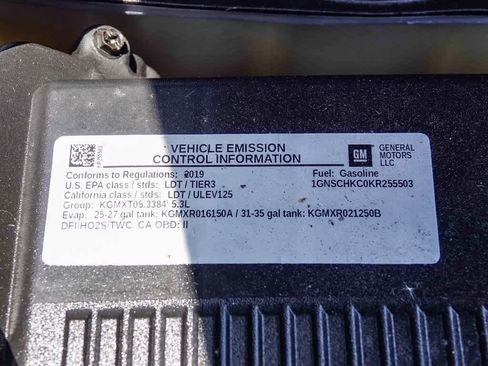 VEHICLE EMISSION
CONTROL INFORMATION
GM
GENERAL
MOTORS
LLC
Conforms to Regulations: 2019
Fuel: Gasoline
U.S. EPA class / stds: LDT / TIER3
1GNSCHKC0KR255503
California class / stds: LDT / ULEV125
Group: KGMXT05.3384 5.3L
Evap: 25-27 gal tank: KGMXR016150A / 31-35 gal tank: KGMXR021250B
DFI/HO2S/TWC CA OBD: II